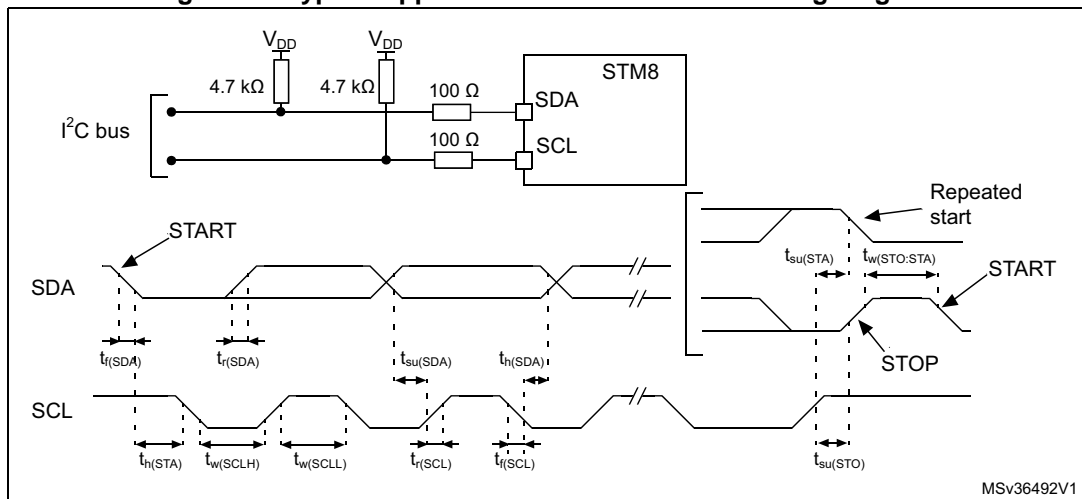 V_DD V_DD
STM8
4.7 kΩ 4.7 kΩ 100 Ω
SDA
I²C bus
100 Ω
SCL
Repeated
start
START
t_su(STA) t_w(STO:STA)
START
SDA
STOP
t_f(SDA) t_r(SDA) t_su(SDA) t_h(SDA)
SCL
t_h(STA) t_w(SCLH) t_w(SCLL) t_r(SCL) t_f(SCL) t_su(STO)
MSv36492V1